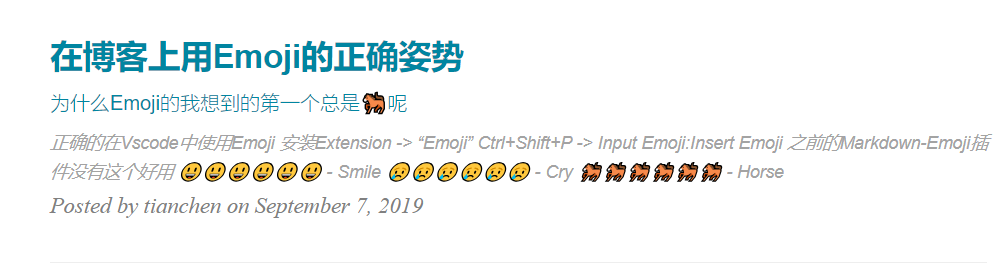 在博客上用Emoji的正确姿势
为什么Emoji的我想到的第一个总是🐎呢
正确的在Vscode中使用Emoji 安装Extension -> “Emoji” Ctrl+Shift+P -> Input Emoji:Insert Emoji 之前的Markdown-Emoji插
件没有这个好用 😃😃😃😃😃😃 - Smile 😥😥😥😥😥😥 - Cry 🐎🐎🐎🐎🐎🐎 - Horse
Posted by tianchen on September 7, 2019